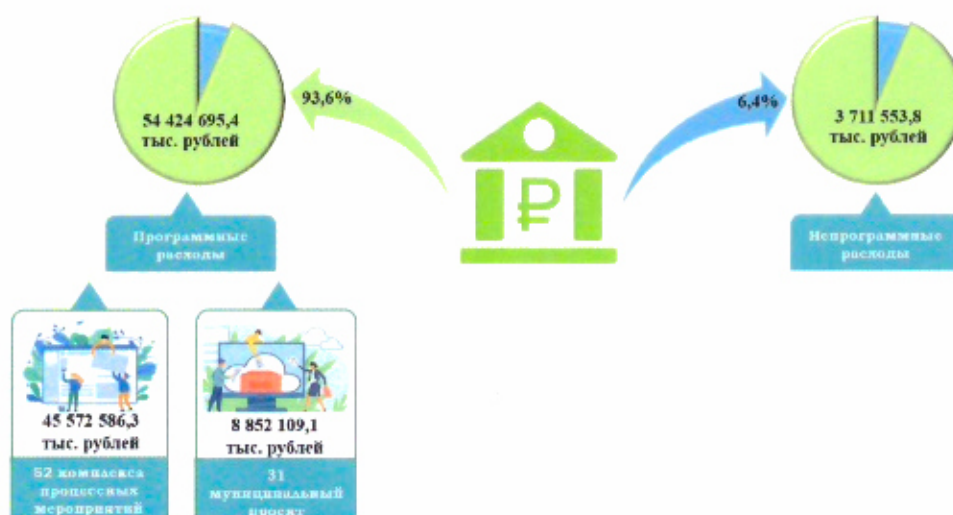 54 424 695,4
тыс. рублей
93,6%
6,4%
3 711 553,8
тыс. рублей
₽
Программные
расходы
Непрограммные
расходы
45 572 586,3
тыс. рублей
52 комплекса
процессных
мероприятий
8 852 109,1
тыс. рублей
31
муниципальный
проект